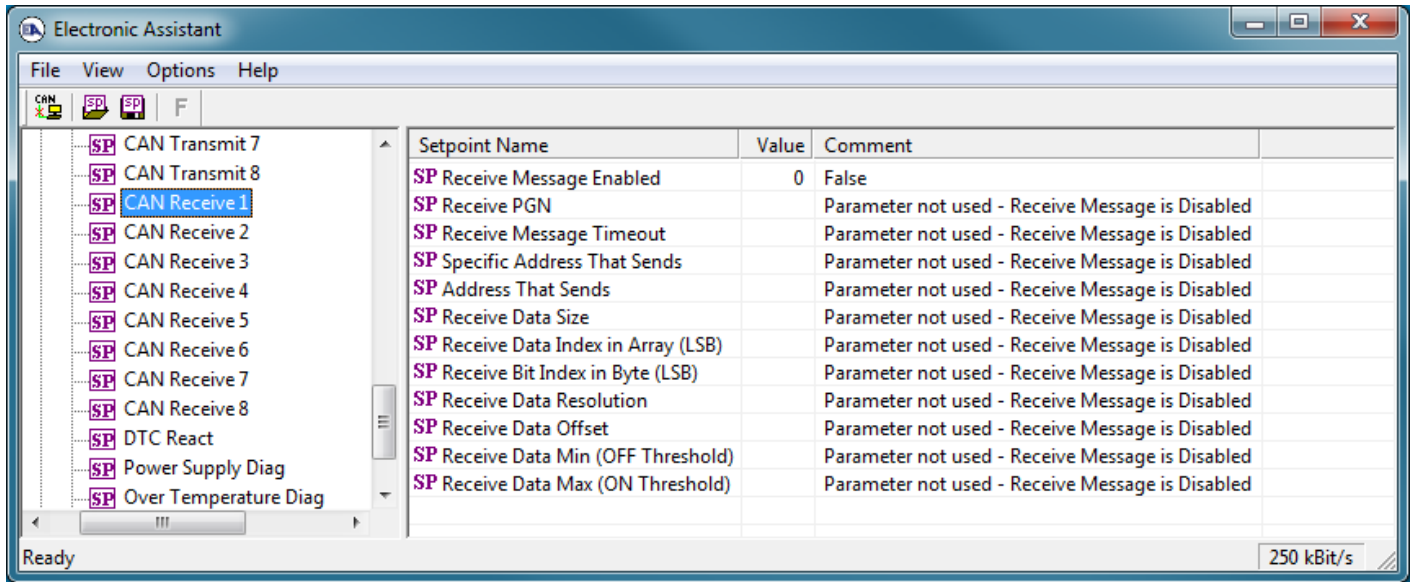 EA Electronic Assistant
File View Options Help
CAN SP SP F
SP CAN Transmit 7
SP CAN Transmit 8
SP CAN Receive 1
SP CAN Receive 2
SP CAN Receive 3
SP CAN Receive 4
SP CAN Receive 5
SP CAN Receive 6
SP CAN Receive 7
SP CAN Receive 8
SP DTC React
SP Power Supply Diag
SP Over Temperature Diag
Setpoint Name Value Comment
SP Receive Message Enabled 0 False
SP Receive PGN Parameter not used - Receive Message is Disabled
SP Receive Message Timeout Parameter not used - Receive Message is Disabled
SP Specific Address That Sends Parameter not used - Receive Message is Disabled
SP Address That Sends Parameter not used - Receive Message is Disabled
SP Receive Data Size Parameter not used - Receive Message is Disabled
SP Receive Data Index in Array (LSB) Parameter not used - Receive Message is Disabled
SP Receive Bit Index in Byte (LSB) Parameter not used - Receive Message is Disabled
SP Receive Data Resolution Parameter not used - Receive Message is Disabled
SP Receive Data Offset Parameter not used - Receive Message is Disabled
SP Receive Data Min (OFF Threshold) Parameter not used - Receive Message is Disabled
SP Receive Data Max (ON Threshold) Parameter not used - Receive Message is Disabled
Ready 250 kBit/s